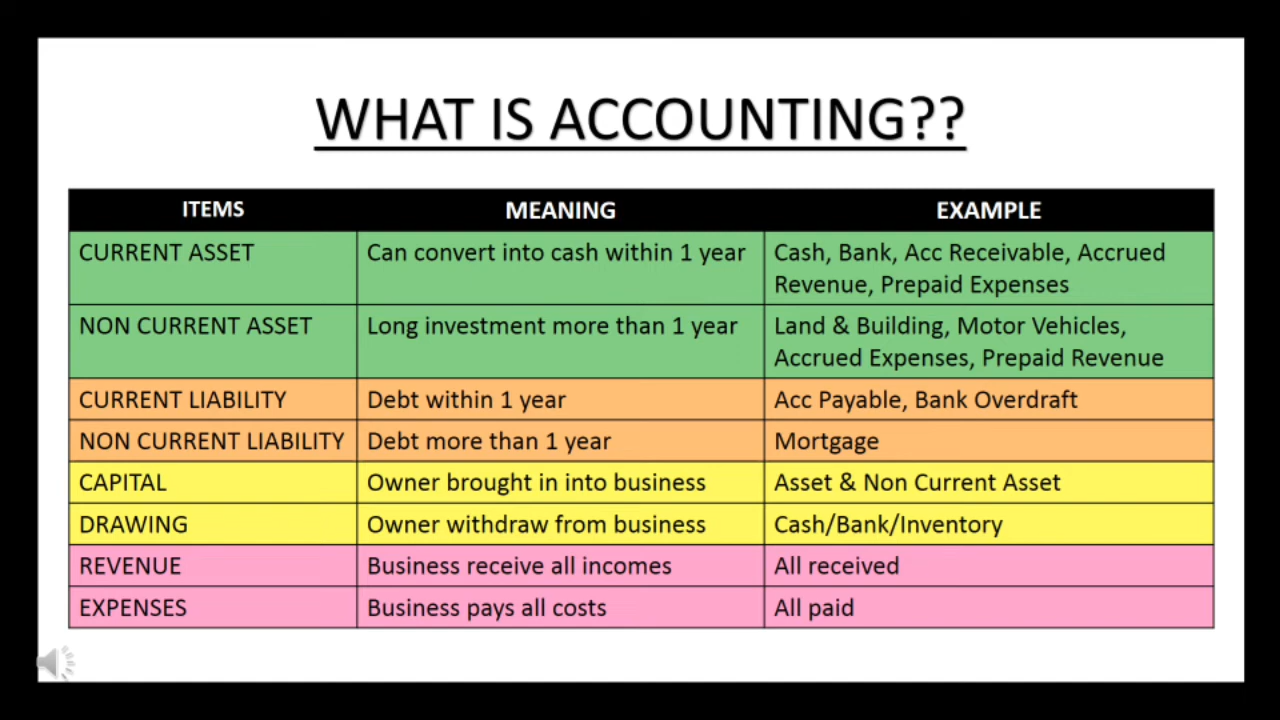 WHAT IS ACCOUNTING??
ITEMS MEANING EXAMPLE
CURRENT ASSET Can convert into cash within 1 year Cash, Bank, Acc Receivable, Accrued
Revenue, Prepaid Expenses
NON CURRENT ASSET Long investment more than 1 year Land & Building, Motor Vehicles,
Accrued Expenses, Prepaid Revenue
CURRENT LIABILITY Debt within 1 year Acc Payable, Bank Overdraft
NON CURRENT LIABILITY Debt more than 1 year Mortgage
CAPITAL Owner brought in into business Asset & Non Current Asset
DRAWING Owner withdraw from business Cash/Bank/Inventory
REVENUE Business receive all incomes All received
EXPENSES Business pays all costs All paid